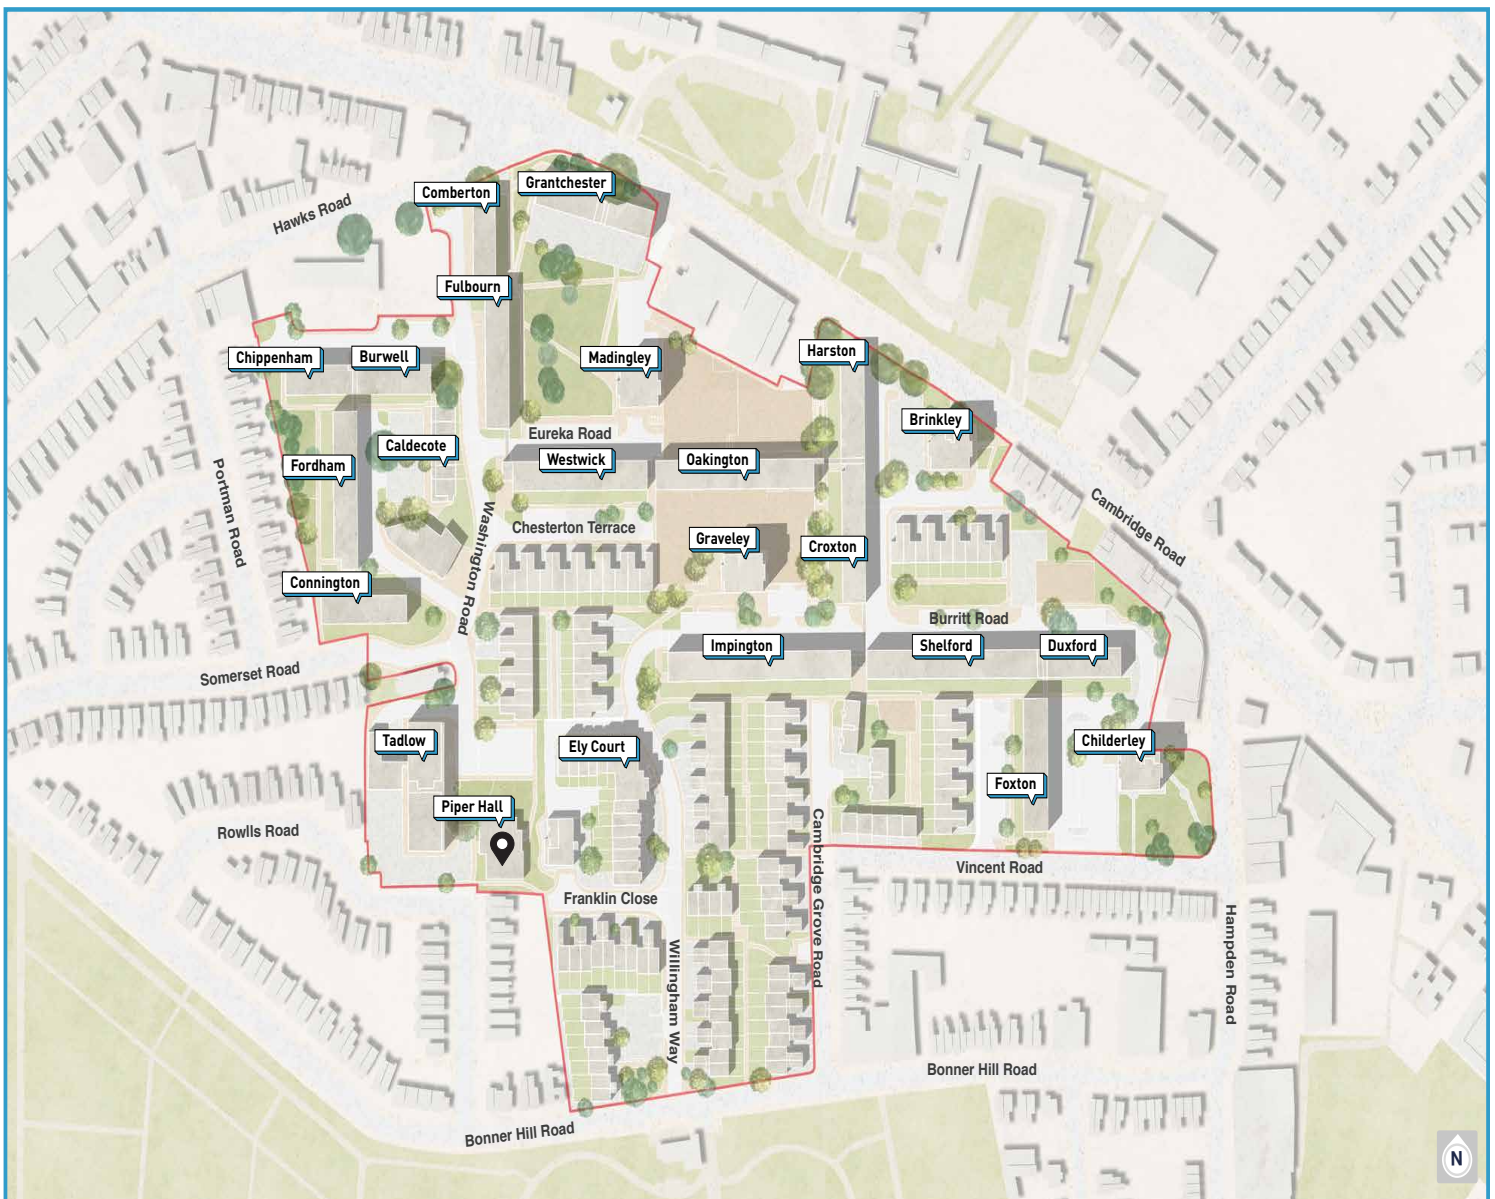 Grantchester
Comberton
Hawks Road
Fulbourn
Chippenham
Burwell
Madingley
Harston
Brinkley
Eureka Road
Caldecote
Fordham
Westwick
Oakington
Portman Road
Washington Road
Chesterton Terrace
Cambridge Road
Graveley
Croxton
Connington
Burritt Road
Impington
Shelford
Duxford
Somerset Road
Tadlow
Ely Court
Childerley
Foxton
Piper Hall
Rowlls Road
Cambridge Grove Road
Vincent Road
Franklin Close
Hampden Road
Willingham Way
Bonner Hill Road
Bonner Hill Road
N